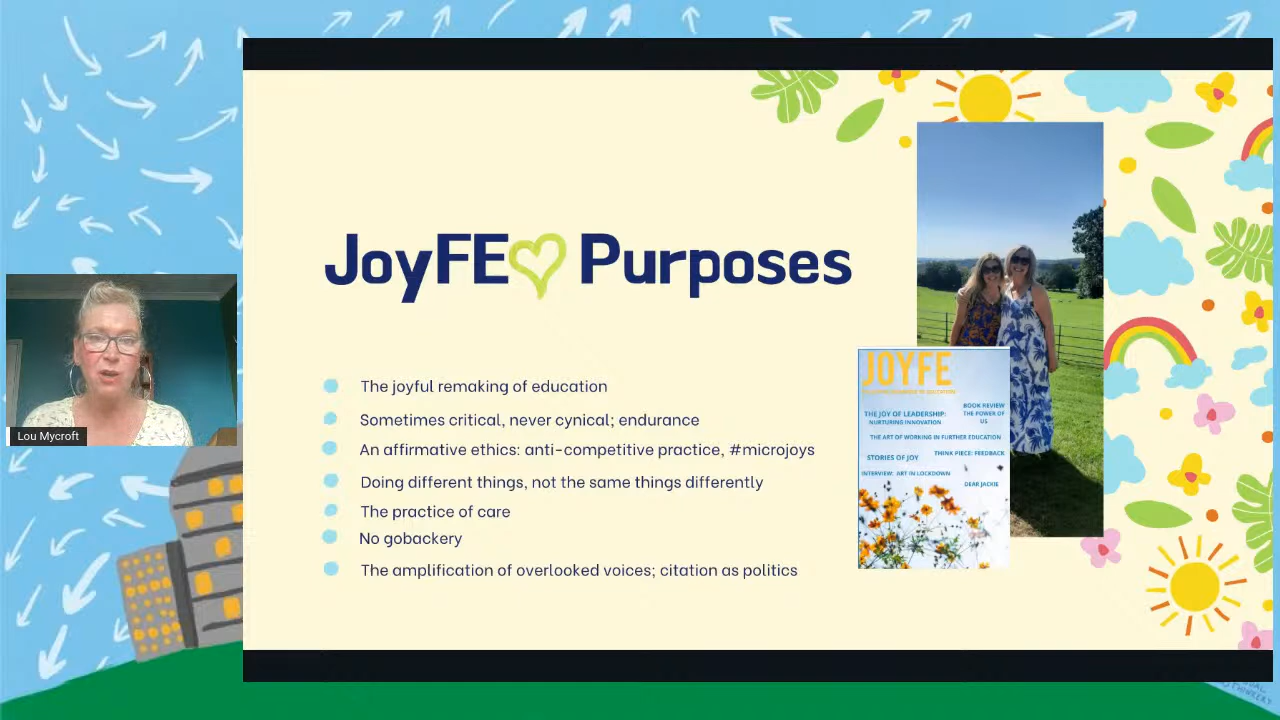 JoyFE Purposes
The joyful remaking of education
Sometimes critical, never cynical; endurance
An affirmative ethics: anti-competitive practice, #microjoys
Doing different things, not the same things differently
The practice of care
No gobackery
The amplification of overlooked voices; citation as politics
JOYFE
THE JOY OF LEADERSHIP:
NURTURING INNOVATION
BOOK REVIEW
THE POWER OF
US
THE ART OF WORKING IN FURTHER EDUCATION
STORIES OF JOY
THINK PIECE: FEEDBACK
INTERVIEW: ART IN LOCKDOWN
DEAR JACKIE
Lou Mycroft